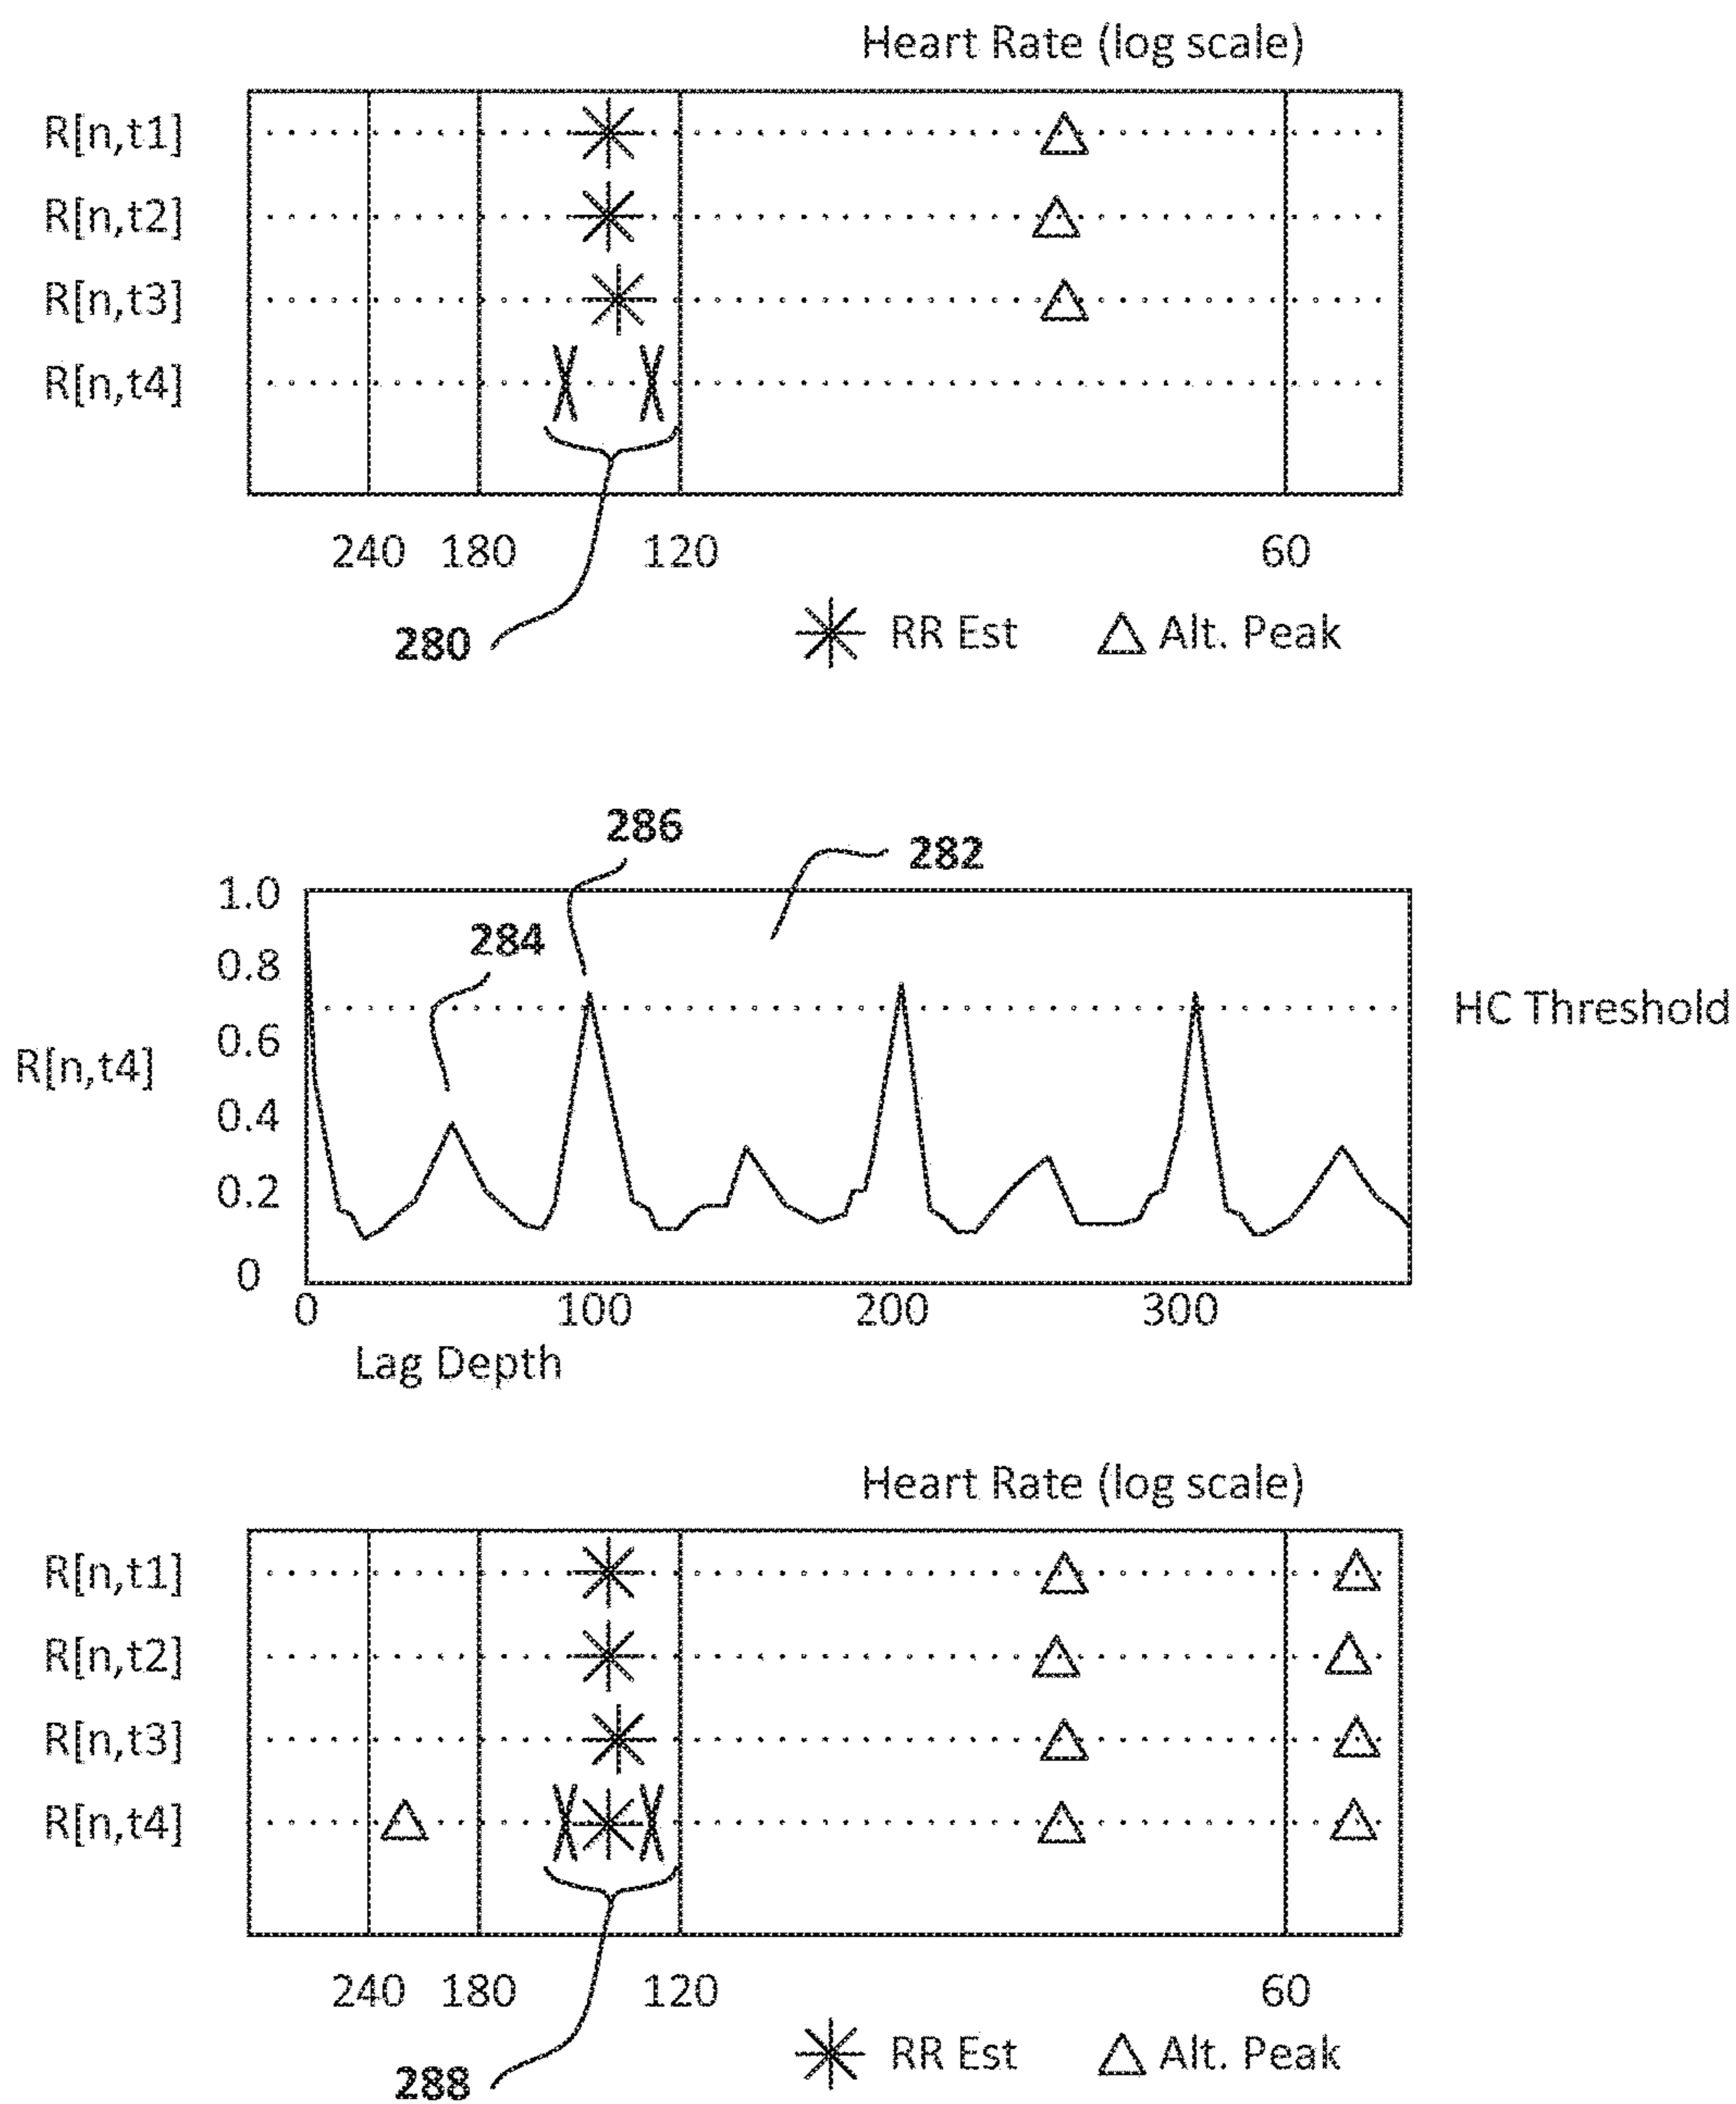 Heart Rate (log scale)
R[n,t1]
R[n,t2]
R[n,t3]
R[n,t4]
240 180 120 60
280
RR Est Alt. Peak
286
282
1.0
284
0.8
HC Threshold
0.6
R[n,t4]
0.4
0.2
0
0 100 200 300
Lag Depth
Heart Rate (log scale)
R[n,t1]
R[n,t2]
R[n,t3]
R[n,t4]
240 180 120 60
RR Est Alt. Peak
288